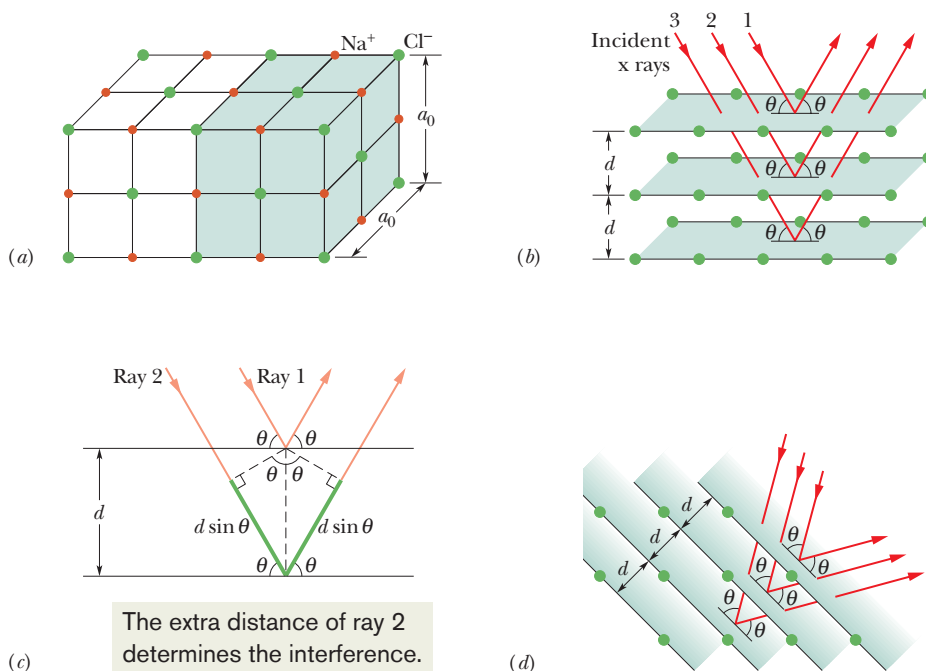 Na⁺ Cl⁻
a₀
a₀
(a)
3 2 1
Incident
x rays
θ θ
d
θ θ
d
θ θ
(b)
Ray 2 Ray 1
θ θ
θ θ
d
d sin θ d sin θ
θ θ
The extra distance of ray 2
determines the interference.
(c)
d
d
d
θ
θ
θ
θ
θ
θ
(d)